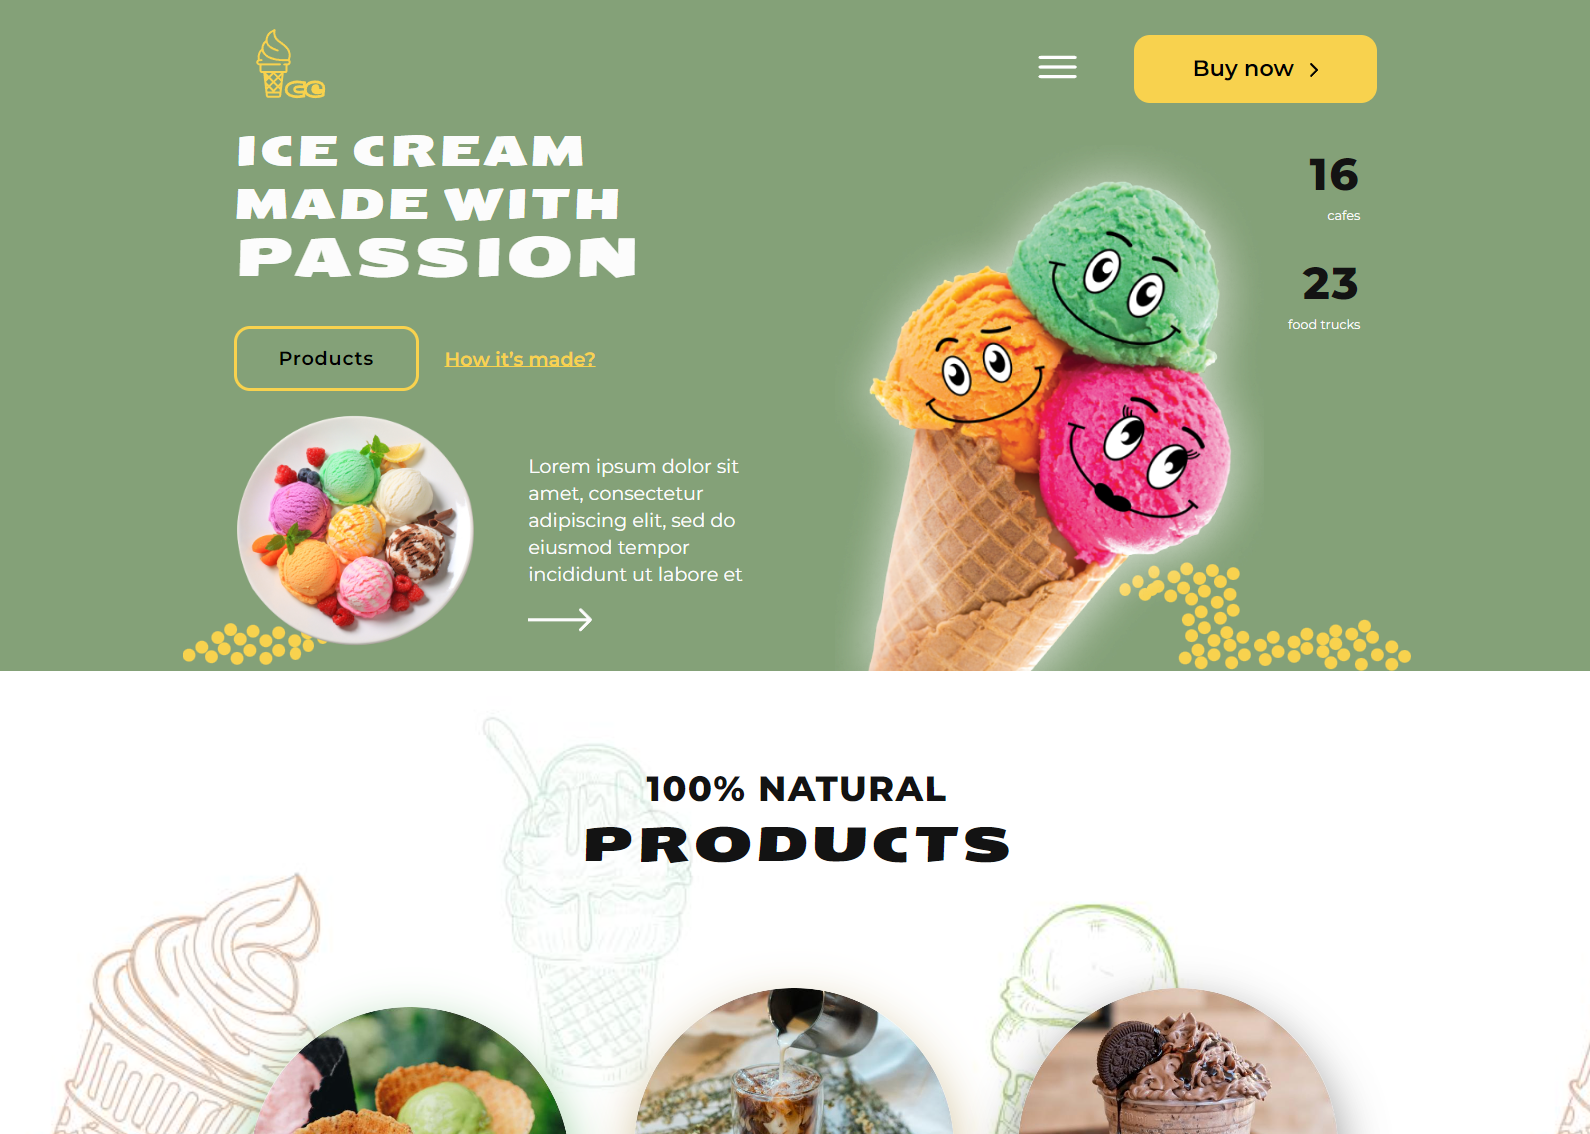 Buy now
ICE CREAM
MADE WITH
PASSION
16
cafes
23
food trucks
Products
How it's made?
Lorem ipsum dolor sit
amet, consectetur
adipiscing elit, sed do
eiusmod tempor
incididunt ut labore et
100% NATURAL
PRODUCTS